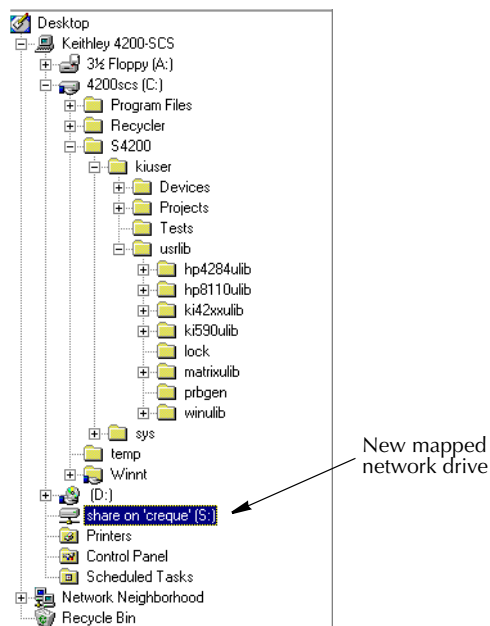 Desktop
Keithley 4200-SCS
3½ Floppy (A:)
4200scs (C:)
Program Files
Recycler
S4200
kiuser
Devices
Projects
Tests
usrlib
hp4284ulib
hp8110ulib
ki42xxulib
ki590ulib
lock
matrixulib
prbgen
winulib
sys
temp
Winnt
(D:)
share on 'creque' (S:)
Printers
Control Panel
Scheduled Tasks
Network Neighborhood
Recycle Bin
New mapped
network drive